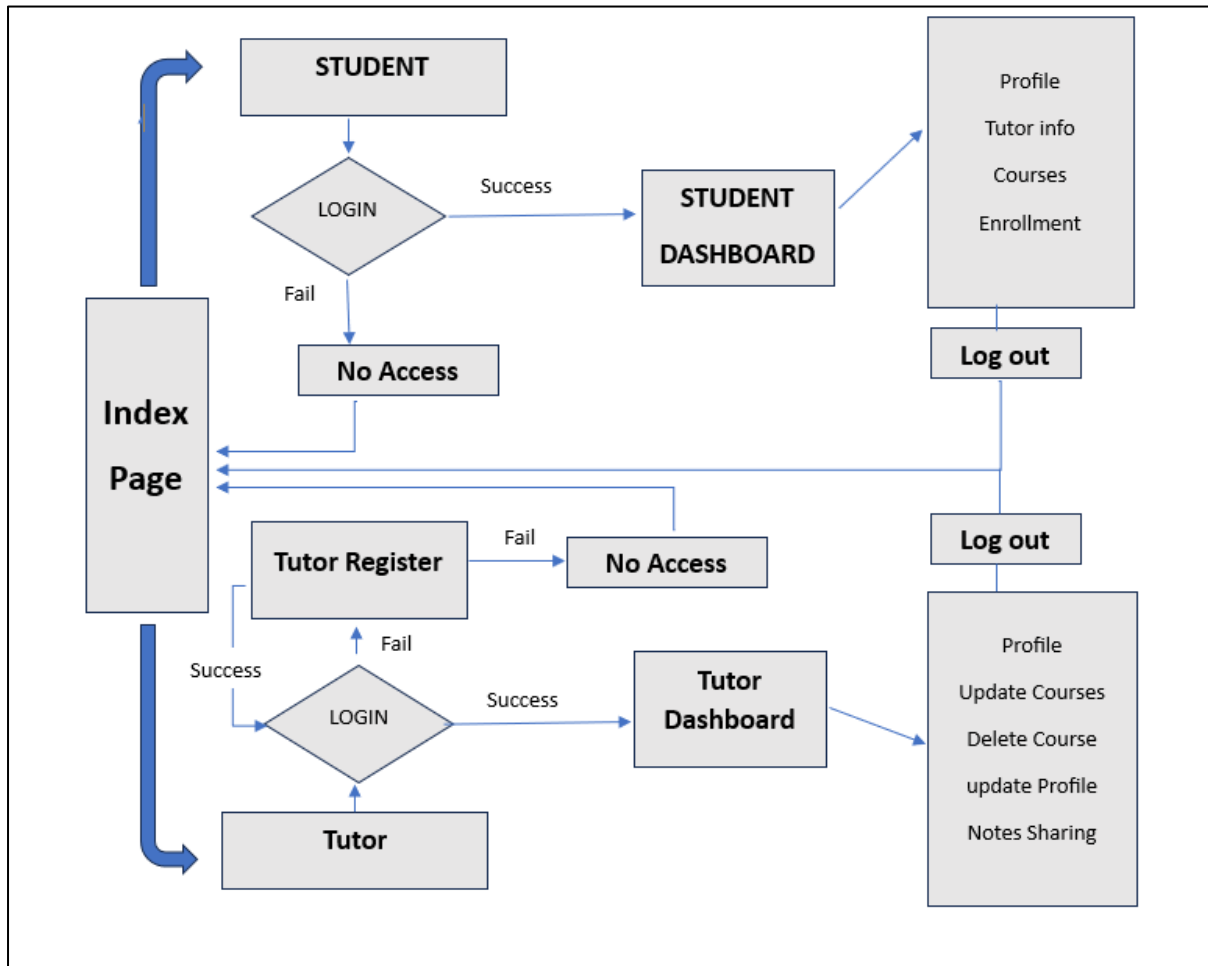 STUDENT
LOGIN
Success
Fail
No Access
STUDENT
DASHBOARD
Profile
Tutor info
Courses
Enrollment
Log out
Index
Page
Tutor Register
Fail
No Access
Success
Fail
LOGIN
Success
Tutor
Tutor
Dashboard
Log out
Profile
Update Courses
Delete Course
update Profile
Notes Sharing